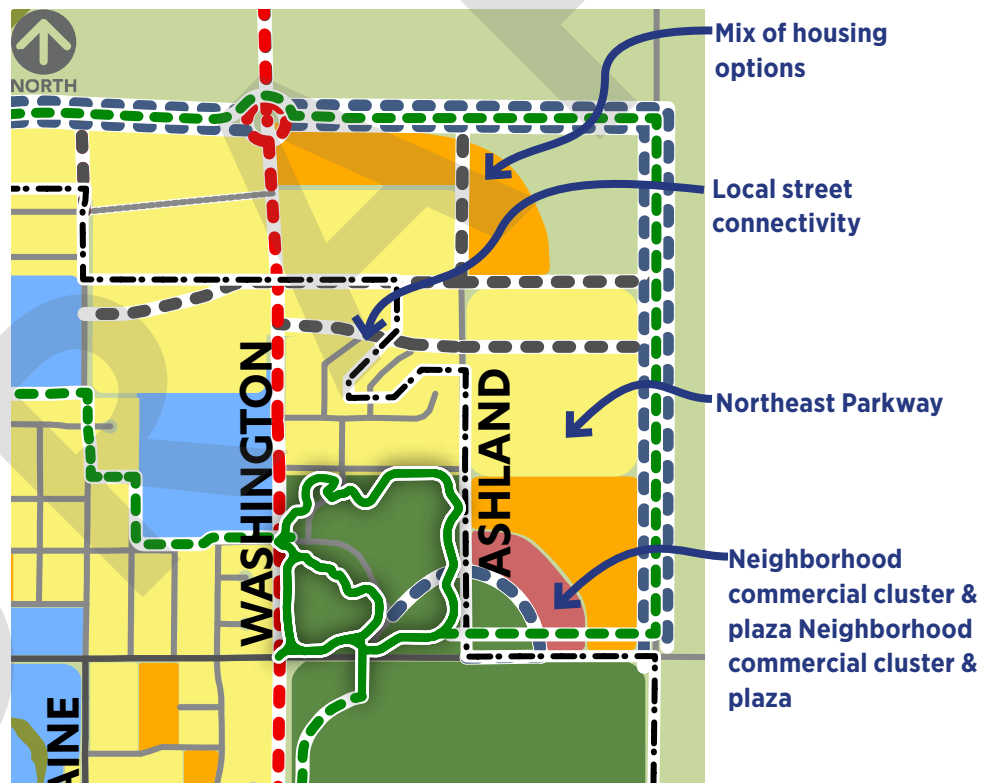 NORTH
Mix of housing
options
Local street
connectivity
WASHINGTON
ASHLAND
Northeast Parkway
Neighborhood
commercial cluster &
plaza Neighborhood
commercial cluster &
plaza
AINE